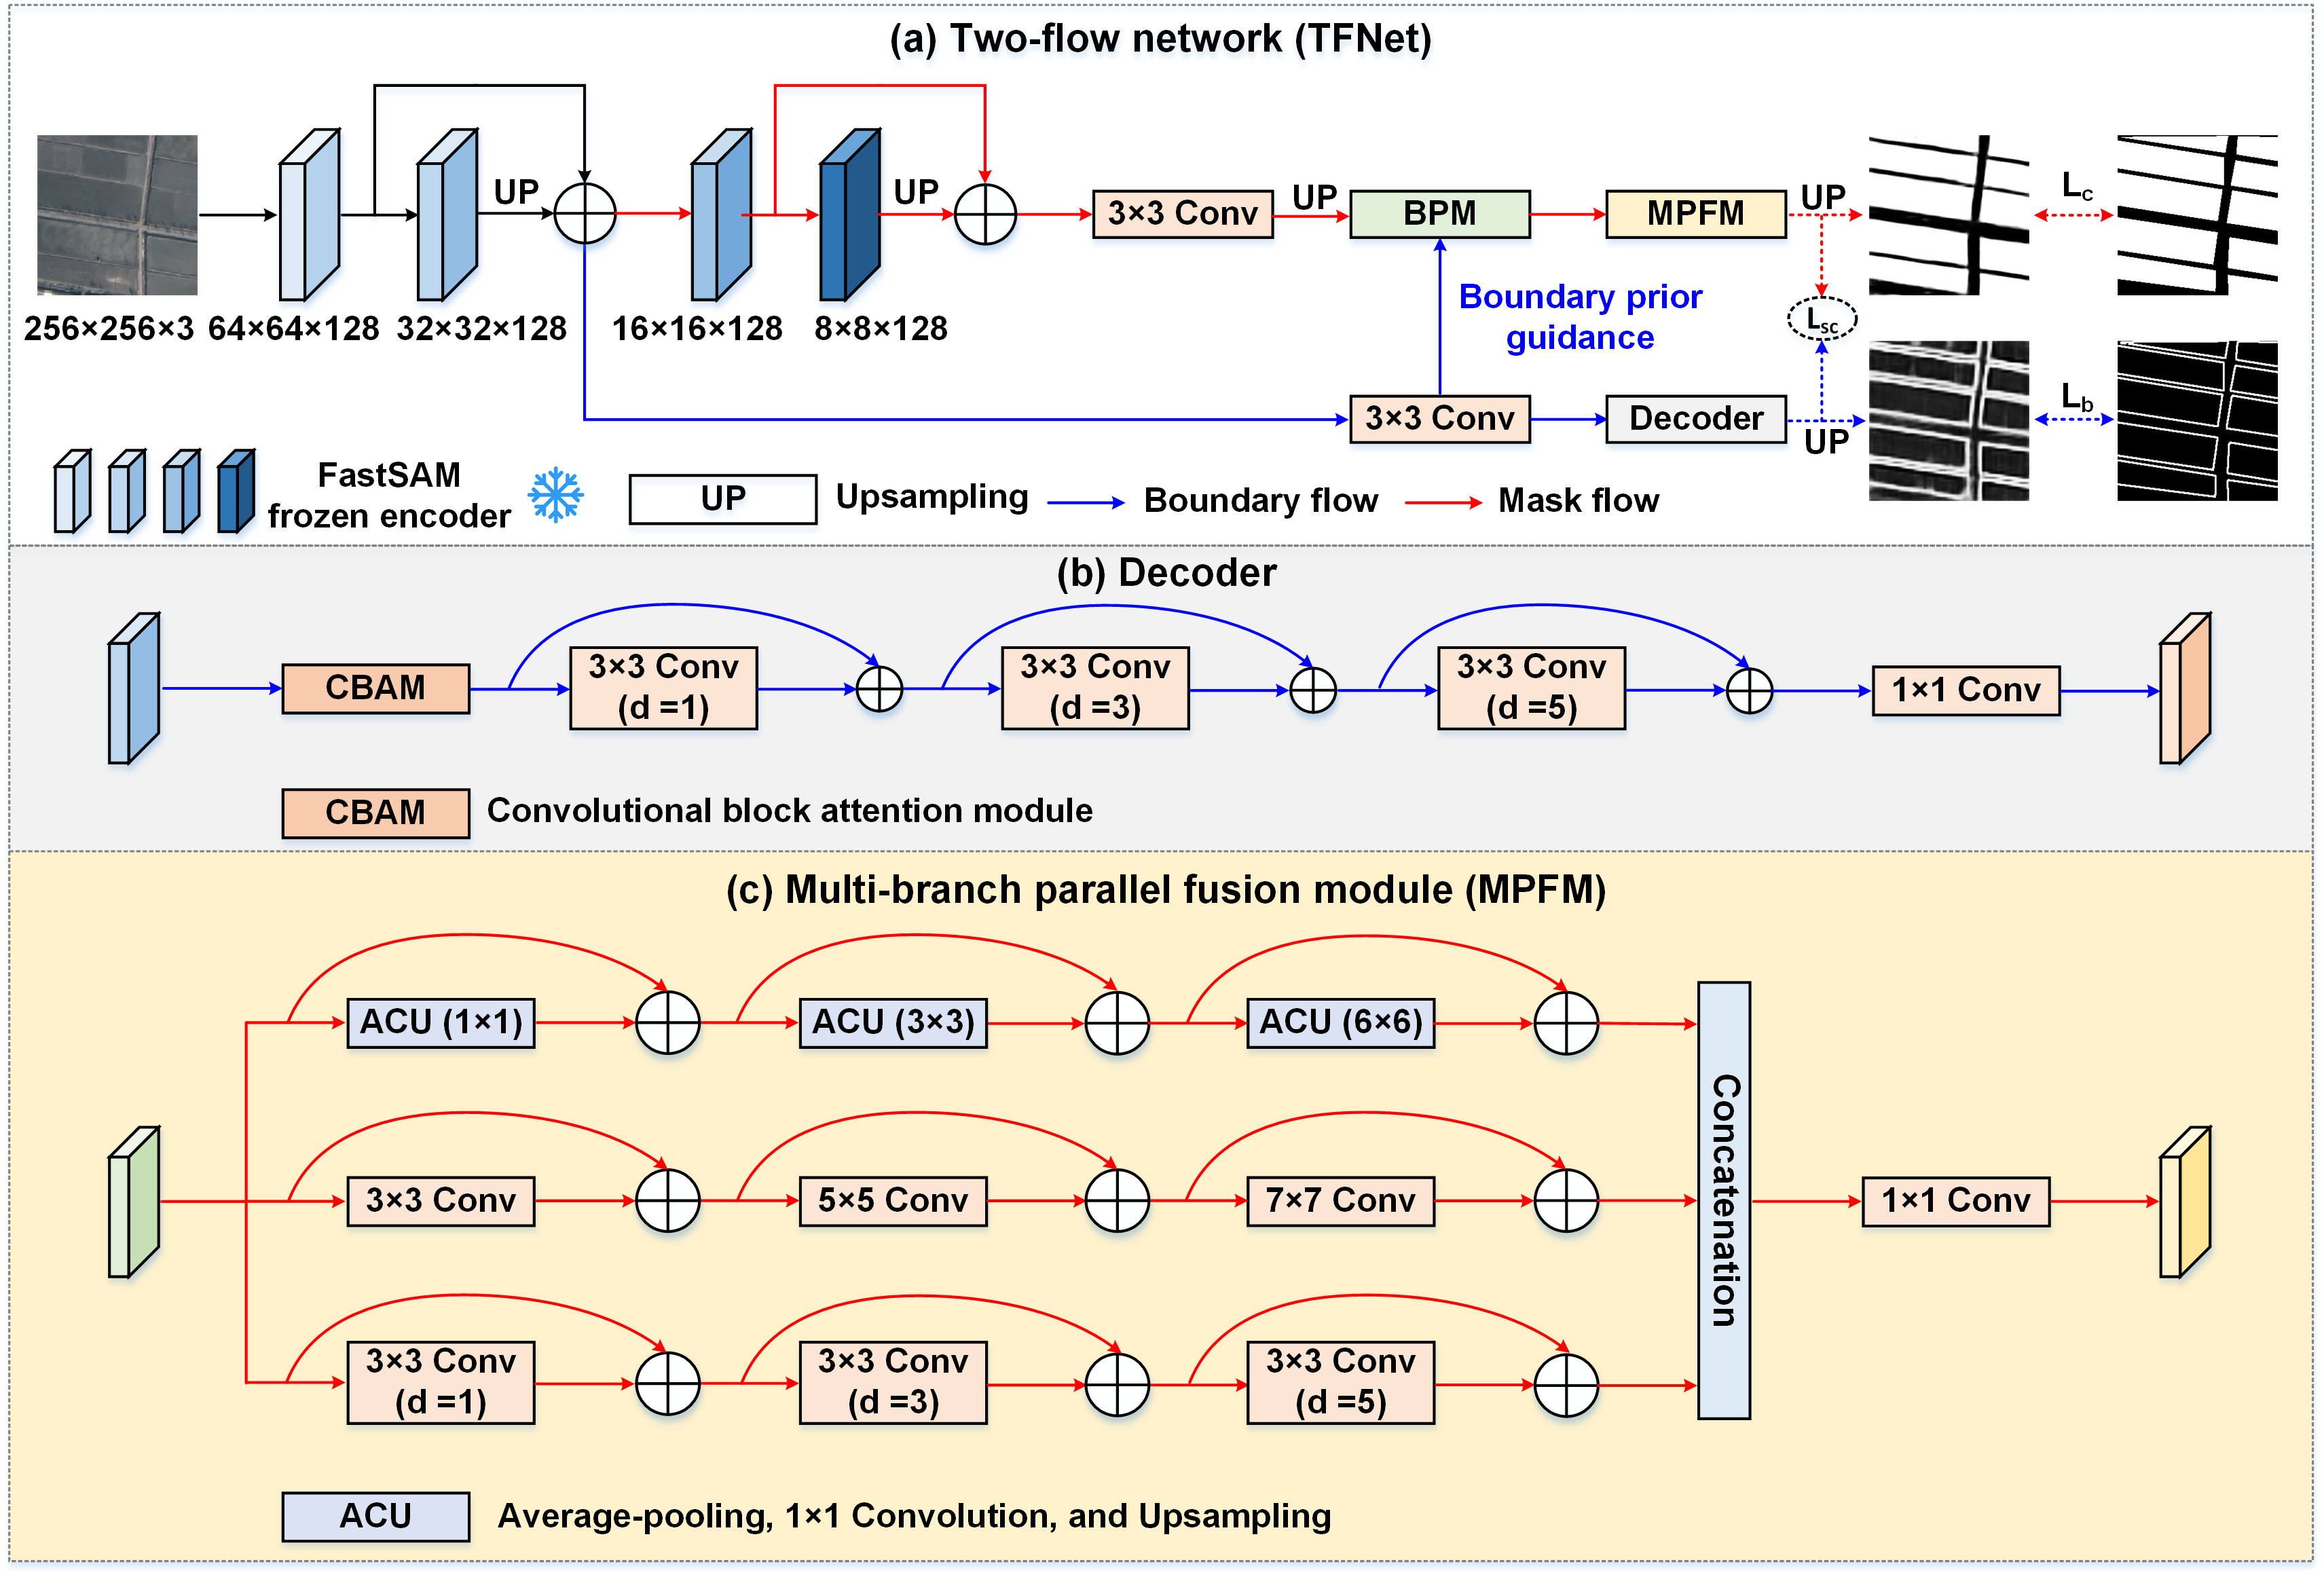 (a) Two-flow network (TFNet)
UP
UP
3×3 Conv
UP
BPM
MPFM
UP
Lc
256×256×3
64×64×128
32×32×128
16×16×128
8×8×128
Boundary prior
guidance
LSC
3×3 Conv
Decoder
UP
Lb
FastSAM
frozen encoder
UP
Upsampling
Boundary flow
Mask flow
(b) Decoder
CBAM
3×3 Conv
(d =1)
3×3 Conv
(d =3)
3×3 Conv
(d =5)
1×1 Conv
CBAM
Convolutional block attention module
(c) Multi-branch parallel fusion module (MPFM)
ACU (1×1)
ACU (3×3)
ACU (6×6)
3×3 Conv
5×5 Conv
7×7 Conv
3×3 Conv
(d =1)
3×3 Conv
(d =3)
3×3 Conv
(d =5)
Concatenation
1×1 Conv
ACU
Average-pooling, 1×1 Convolution, and Upsampling